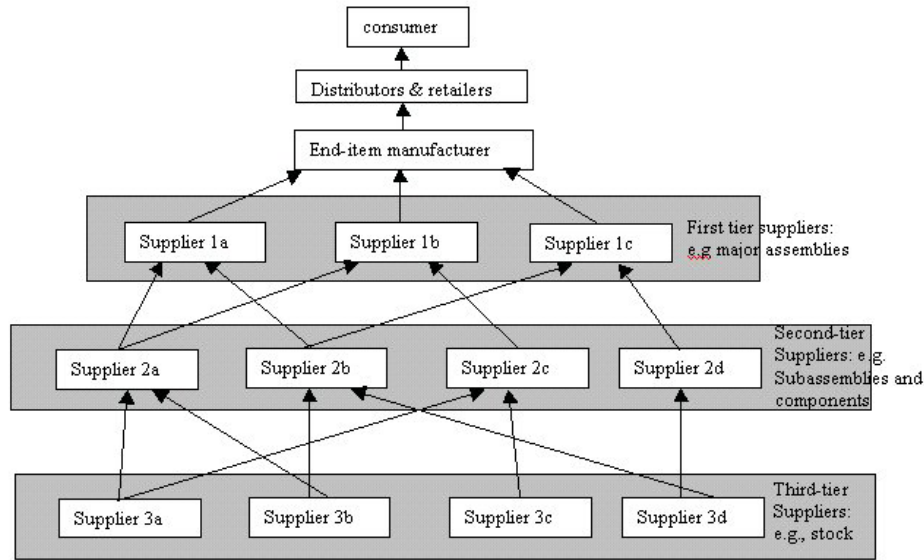 consumer
Distributors & retailers
End-item manufacturer
Supplier 1a
Supplier 1b
Supplier 1c
First tier suppliers:
e.g major assemblies
Supplier 2a
Supplier 2b
Supplier 2c
Supplier 2d
Second-tier
Suppliers: e.g.
Subassemblies and
components
Supplier 3a
Supplier 3b
Supplier 3c
Supplier 3d
Third-tier
Suppliers:
e.g., stock